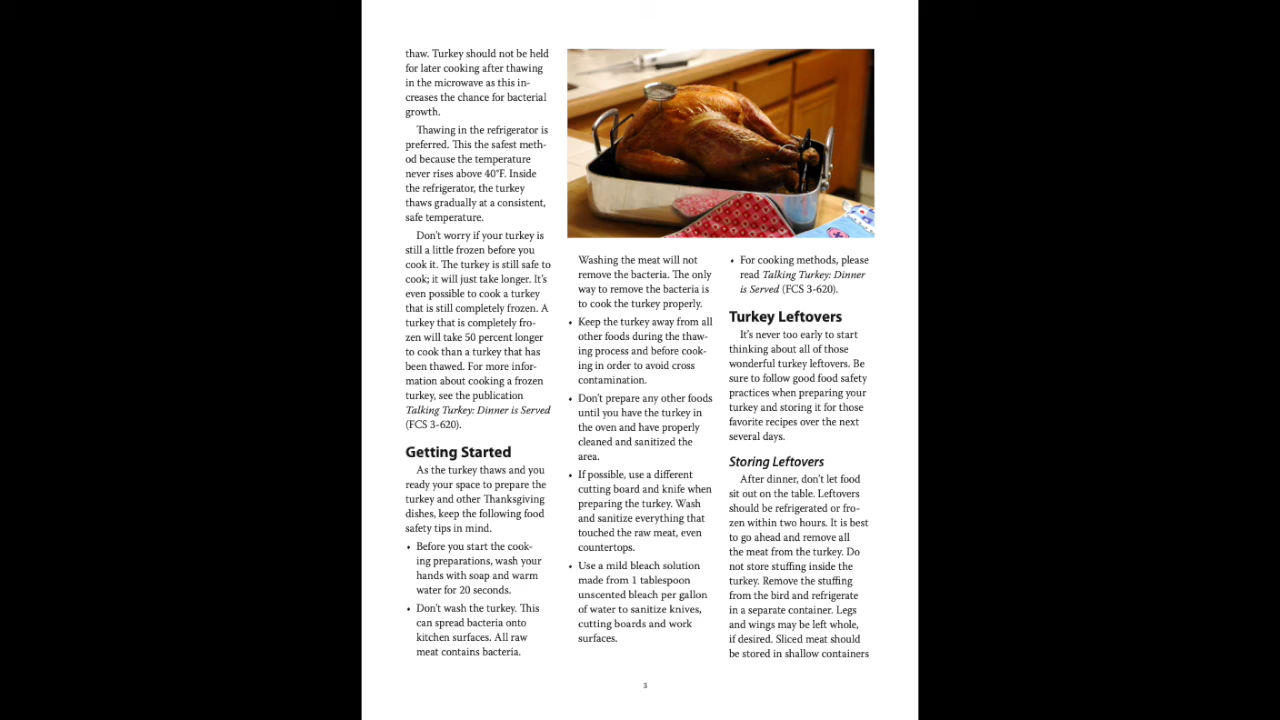 thaw. Turkey should not be held
for later cooking after thawing
in the microwave as this in-
creases the chance for bacterial
growth.
Thawing in the refrigerator is
preferred. This the safest meth-
od because the temperature
never rises above 40°F. Inside
the refrigerator, the turkey
thaws gradually at a consistent,
safe temperature.
Don't worry if your turkey is
still a little frozen before you
cook it. The turkey is still safe to
cook; it will just take longer. It's
even possible to cook a turkey
that is still completely frozen. A
turkey that is completely fro-
zen will take 50 percent longer
to cook than a turkey that has
been thawed. For more infor-
mation about cooking a frozen
turkey, see the publication
Talking Turkey: Dinner is Served
(FCS 3-620).
Getting Started
As the turkey thaws and you
ready your space to prepare the
turkey and other Thanksgiving
dishes, keep the following food
safety tips in mind.
• Before you start the cook-
ing preparations, wash your
hands with soap and warm
water for 20 seconds.
• Don't wash the turkey. This
can spread bacteria onto
kitchen surfaces. All raw
meat contains bacteria.
Washing the meat will not
remove the bacteria. The only
way to remove the bacteria is
to cook the turkey properly.
• Keep the turkey away from all
other foods during the thaw-
ing process and before cook-
ing in order to avoid cross
contamination.
• Don't prepare any other foods
until you have the turkey in
the oven and have properly
cleaned and sanitized the
area.
• If possible, use a different
cutting board and knife when
preparing the turkey. Wash
and sanitize everything that
touched the raw meat, even
countertops.
• Use a mild bleach solution
made from 1 tablespoon
unscented bleach per gallon
of water to sanitize knives,
cutting boards and work
surfaces.
• For cooking methods, please
read Talking Turkey: Dinner
is Served (FCS 3-620).
Turkey Leftovers
It's never too early to start
thinking about all of those
wonderful turkey leftovers. Be
sure to follow good food safety
practices when preparing your
turkey and storing it for those
favorite recipes over the next
several days.
Storing Leftovers
After dinner, don't let food
sit out on the table. Leftovers
should be refrigerated or fro-
zen within two hours. It is best
to go ahead and remove all
the meat from the turkey. Do
not store stuffing inside the
turkey. Remove the stuffing
from the bird and refrigerate
in a separate container. Legs
and wings may be left whole,
if desired. Sliced meat should
be stored in shallow containers
3